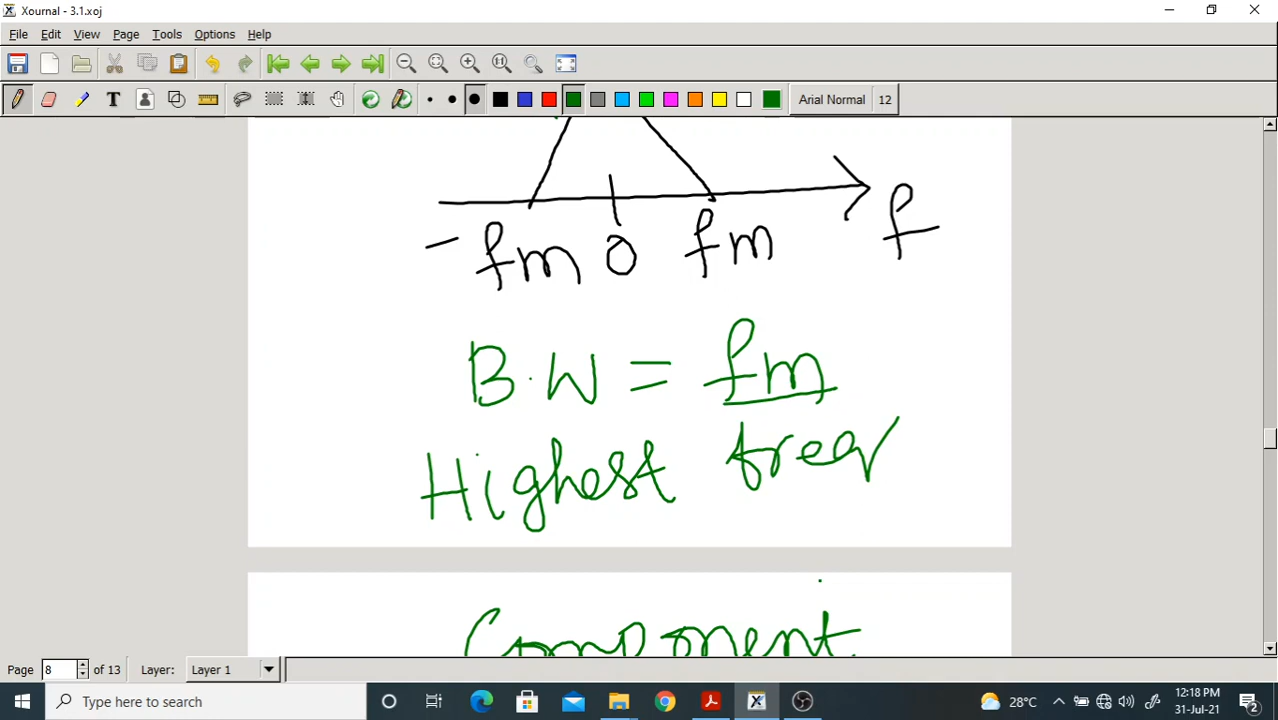 Xournal - 3.1.xoj
File Edit View Page Tools Options Help
Arial Normal 12
-fm 0 fm f
B.W = fm
Highest freq
Component
Page 8 of 13 Layer: Layer 1
Type here to search
28°C
12:18 PM
31-Jul-21
2